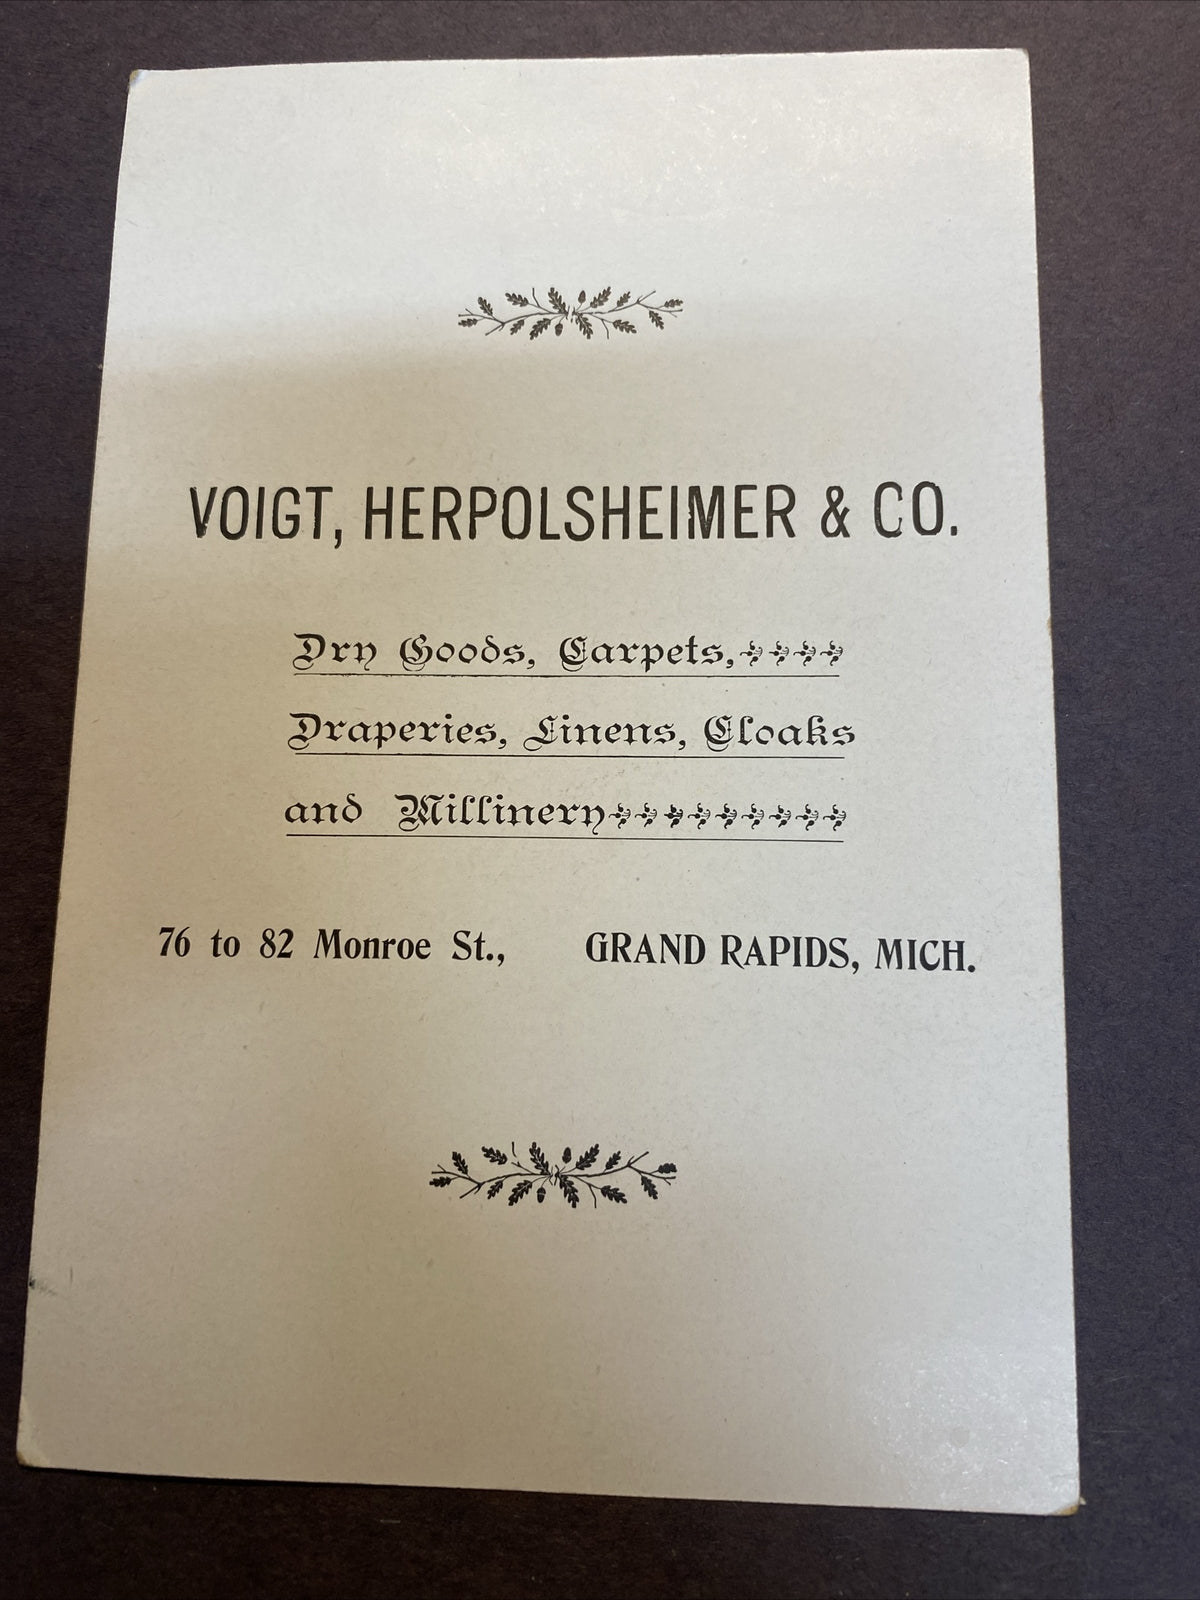 VOIGT, HERPOLSHEIMER & CO.
Dry Goods, Carpets,
Draperies, Linens, Cloaks
and Millinery
76 to 82 Monroe St., GRAND RAPIDS, MICH.